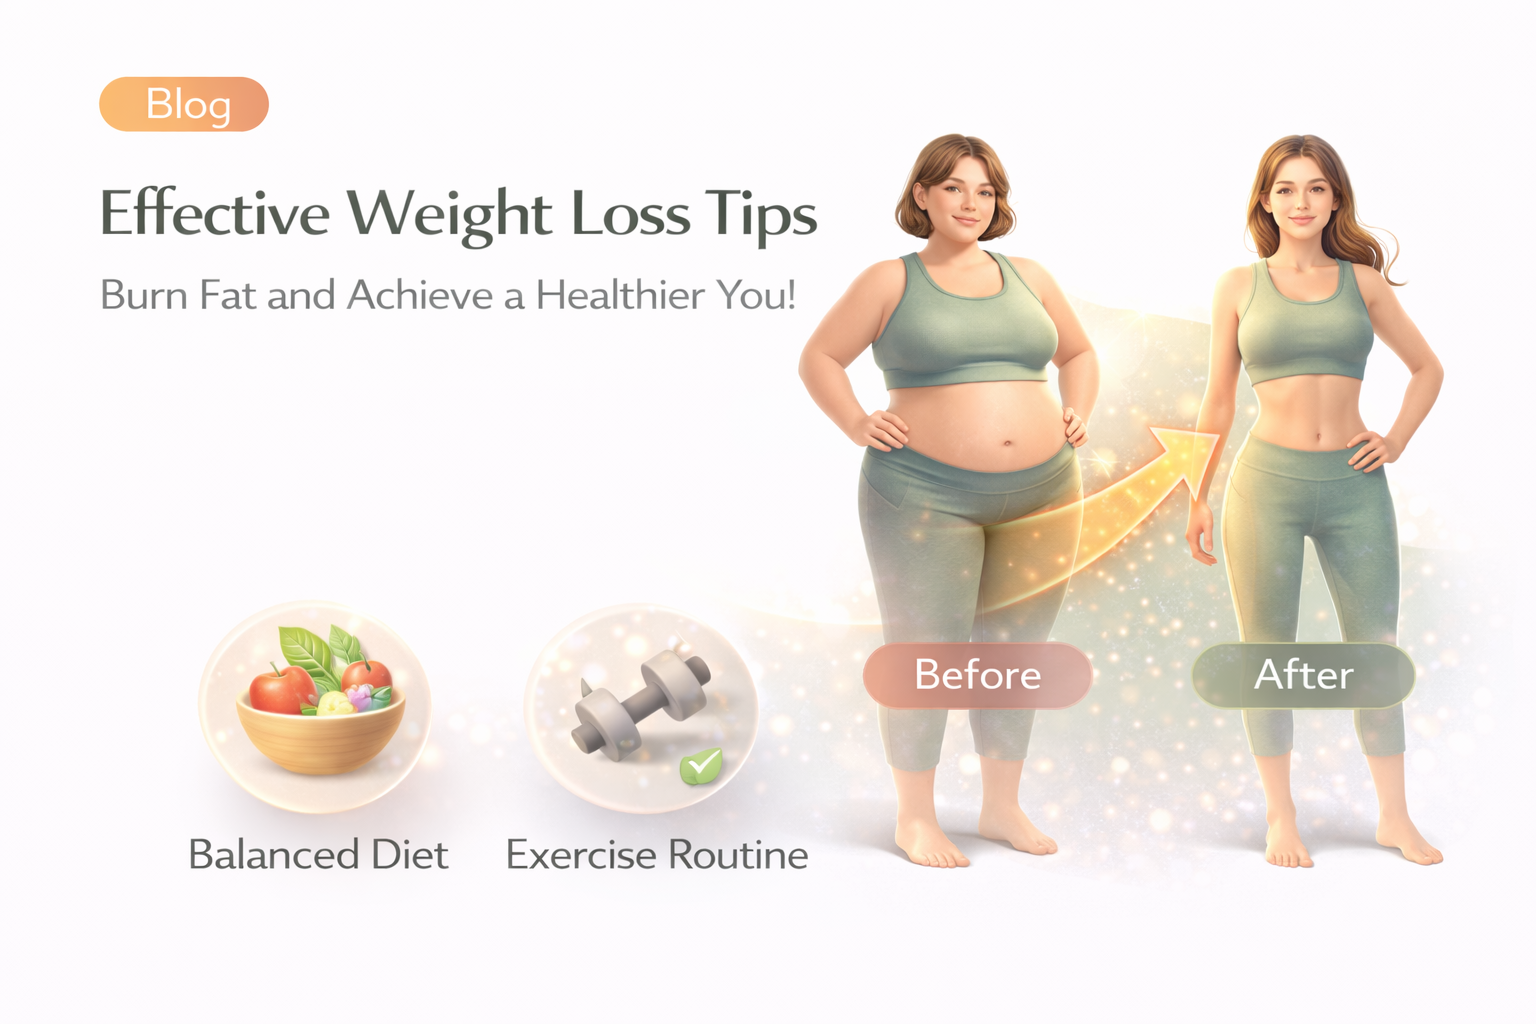 Blog
Effective Weight Loss Tips
Burn Fat and Achieve a Healthier You!
Before
After
Balanced Diet
Exercise Routine